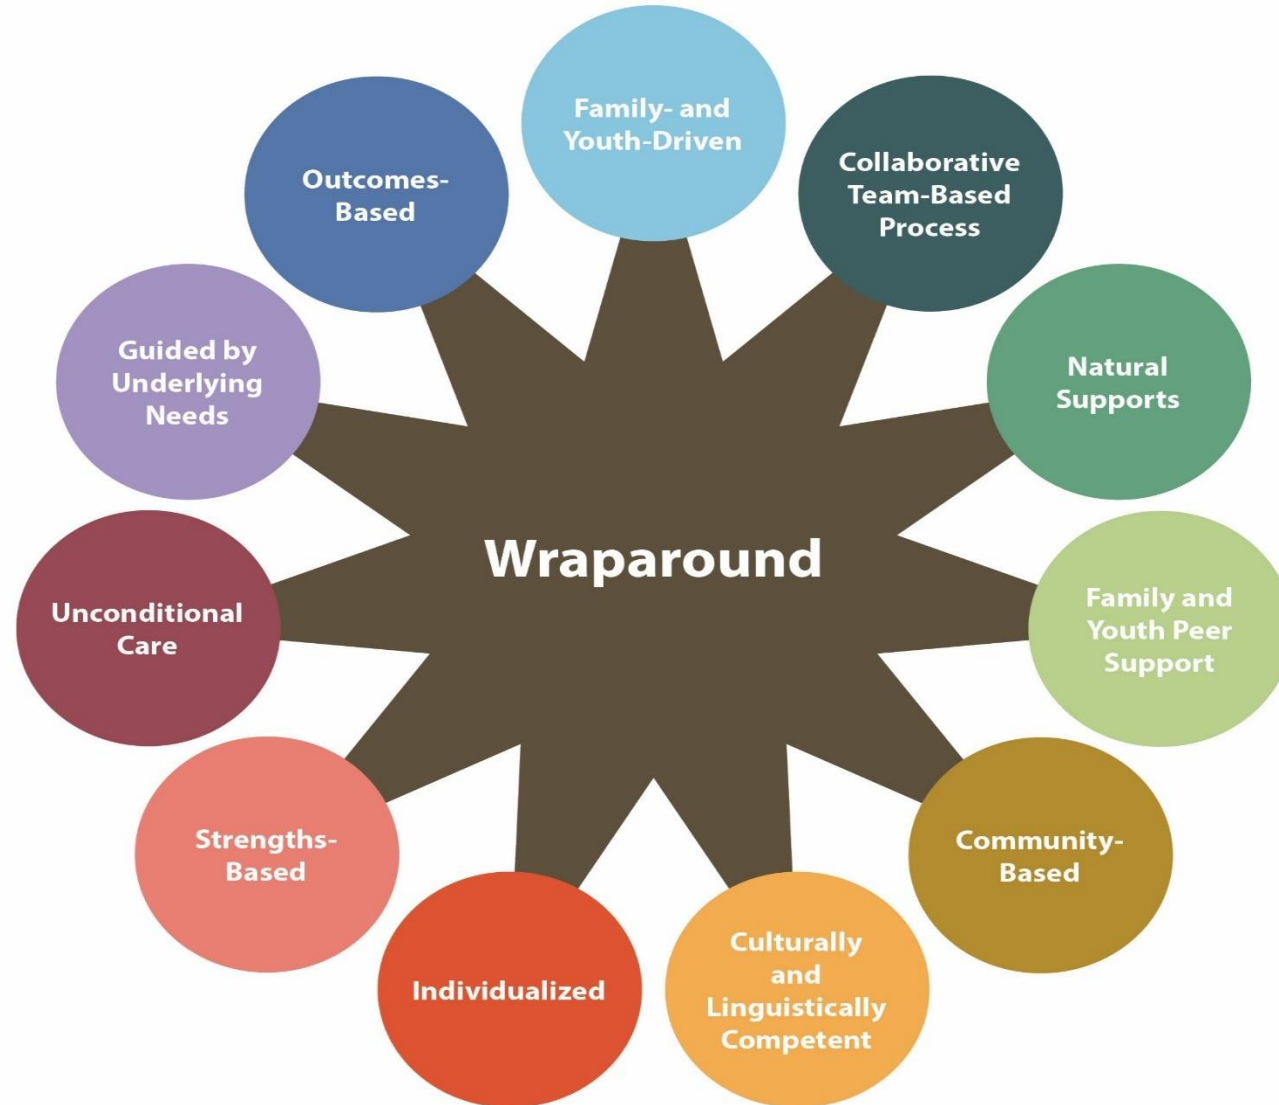 Family- and
Youth-Driven
Collaborative
Team-Based
Process
Natural
Supports
Family and
Youth Peer
Support
Community-
Based
Culturally
and
Linguistically
Competent
Individualized
Strengths-
Based
Unconditional
Care
Guided by
Underlying
Needs
Outcomes-
Based
Wraparound